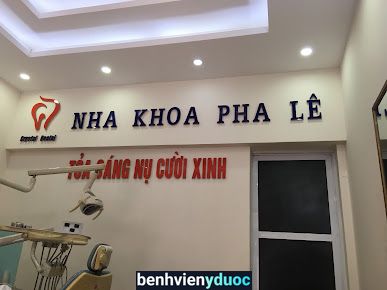 NHA KHOA PHA LÊ
Crystal Dental
TỎA SÁNG NỤ CƯỜI XINH
benhvienyduoc